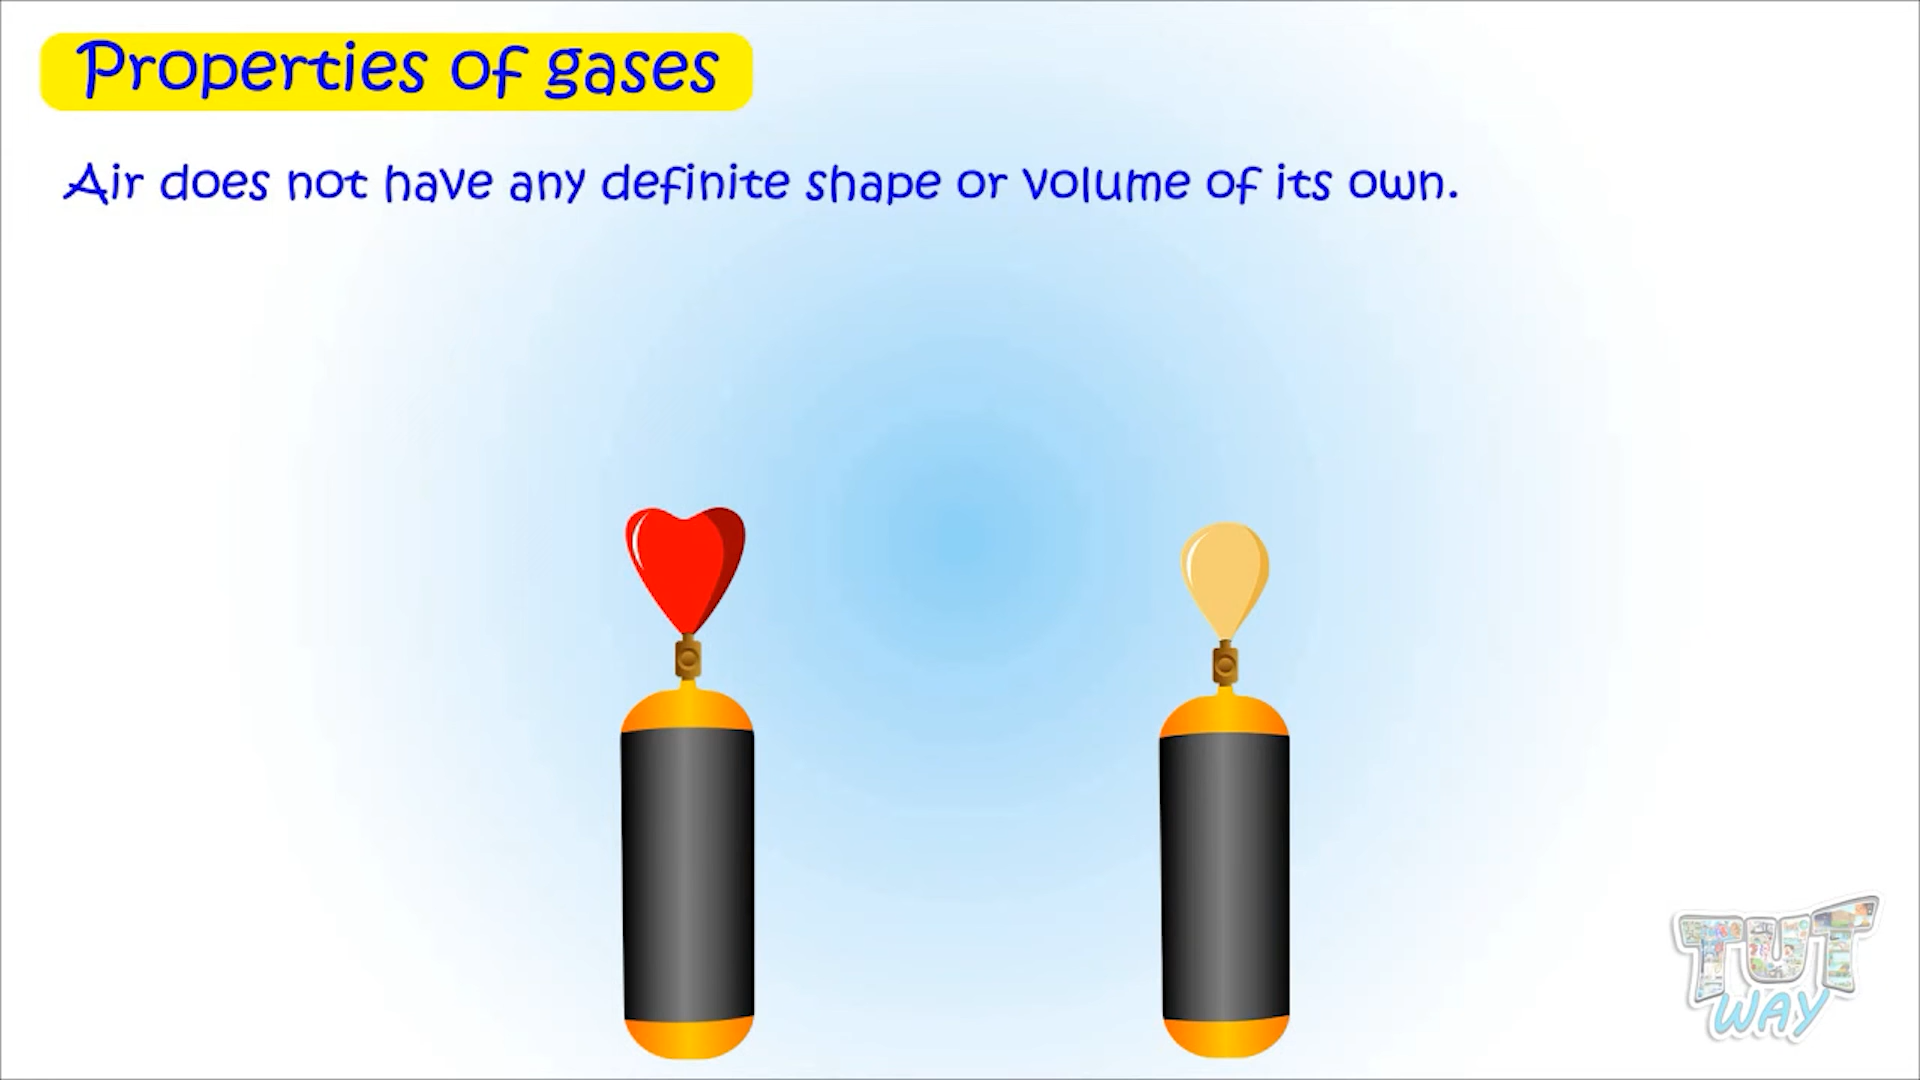 Properties of gases
Air does not have any definite shape or volume of its own.
TUT
WAY